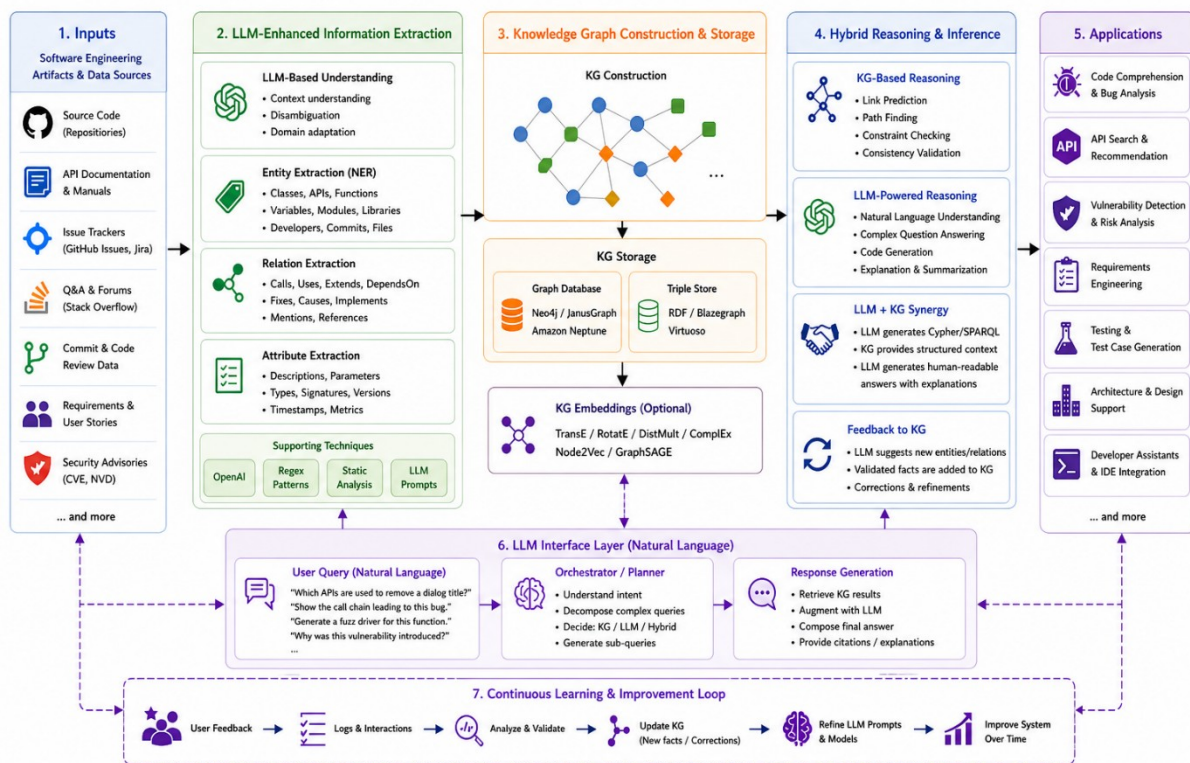 1. Inputs
Software Engineering
Artifacts & Data Sources
Source Code
(Repositories)
API Documentation
& Manuals
Issue Trackers
(GitHub Issues, Jira)
Q&A & Forums
(Stack Overflow)
Commit & Code
Review Data
Requirements &
User Stories
Security Advisories
(CVE, NVD)
... and more
2. LLM-Enhanced Information Extraction
LLM-Based Understanding
• Context understanding
• Disambiguation
• Domain adaptation
Entity Extraction (NER)
• Classes, APIs, Functions
• Variables, Modules, Libraries
• Developers, Commits, Files
Relation Extraction
• Calls, Uses, Extends, DependsOn
• Fixes, Causes, Implements
• Mentions, References
Attribute Extraction
• Descriptions, Parameters
• Types, Signatures, Versions
• Timestamps, Metrics
Supporting Techniques
OpenAI
Regex
Patterns
Static
Analysis
LLM
Prompts
3. Knowledge Graph Construction & Storage
KG Construction
...
KG Storage
Graph Database
Neo4j / JanusGraph
Amazon Neptune
Triple Store
RDF / Blazegraph
Virtuoso
KG Embeddings (Optional)
TransE / RotatE / DistMult / ComplEx
Node2Vec / GraphSAGE
4. Hybrid Reasoning & Inference
KG-Based Reasoning
• Link Prediction
• Path Finding
• Constraint Checking
• Consistency Validation
LLM-Powered Reasoning
• Natural Language Understanding
• Complex Question Answering
• Code Generation
• Explanation & Summarization
LLM + KG Synergy
• LLM generates Cypher/SPARQL
• KG provides structured context
• LLM generates human-readable
answers with explanations
Feedback to KG
• LLM suggests new entities/relations
• Validated facts are added to KG
• Corrections & refinements
5. Applications
Code Comprehension
& Bug Analysis
API
API Search &
Recommendation
Vulnerability Detection
& Risk Analysis
Requirements
Engineering
Testing &
Test Case Generation
Architecture & Design
Support
Developer Assistants
& IDE Integration
... and more
6. LLM Interface Layer (Natural Language)
User Query (Natural Language)
"Which APIs are used to remove a dialog title?"
"Show the call chain leading to this bug."
"Generate a fuzz driver for this function."
"Why was this vulnerability introduced?"
...
Orchestrator / Planner
• Understand intent
• Decompose complex queries
• Decide: KG / LLM / Hybrid
• Generate sub-queries
Response Generation
• Retrieve KG results
• Augment with LLM
• Compose final answer
• Provide citations / explanations
7. Continuous Learning & Improvement Loop
User Feedback
Logs & Interactions
Analyze & Validate
Update KG
(New facts / Corrections)
Refine LLM Prompts
& Models
Improve System
Over Time